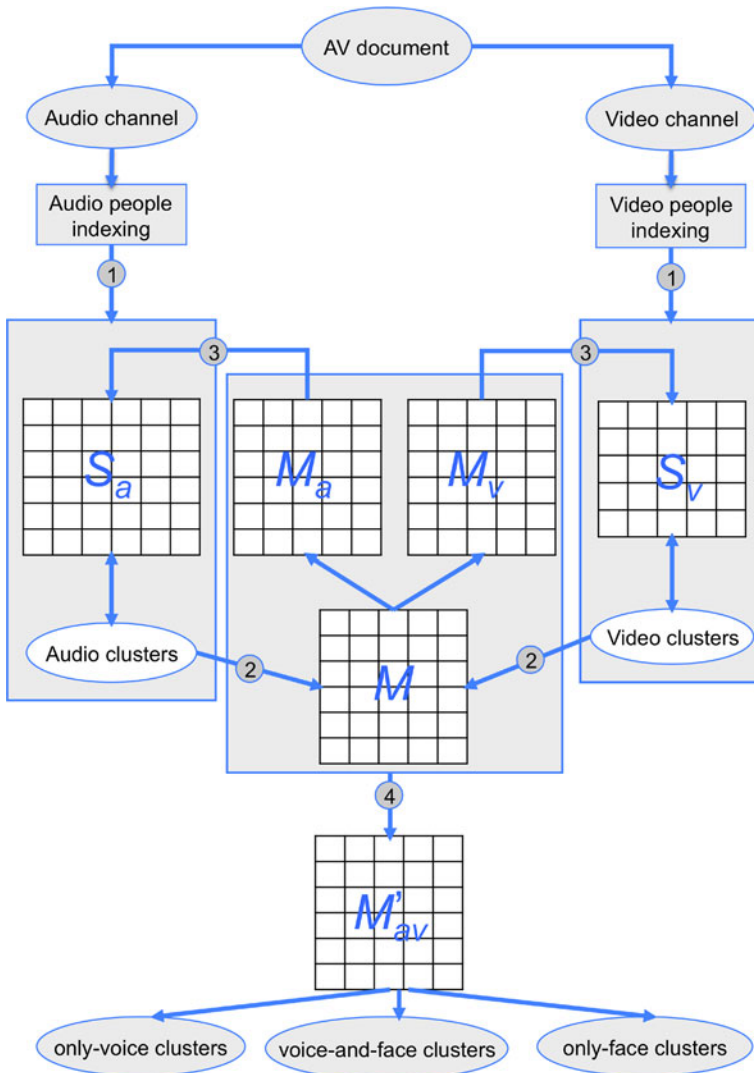 AV document
Audio channel
Video channel
Audio people
indexing
Video people
indexing
1
1
3
3
Sa
Ma
Mv
Sv
Audio clusters
Video clusters
2
2
M
4
M'av
only-voice clusters
voice-and-face clusters
only-face clusters